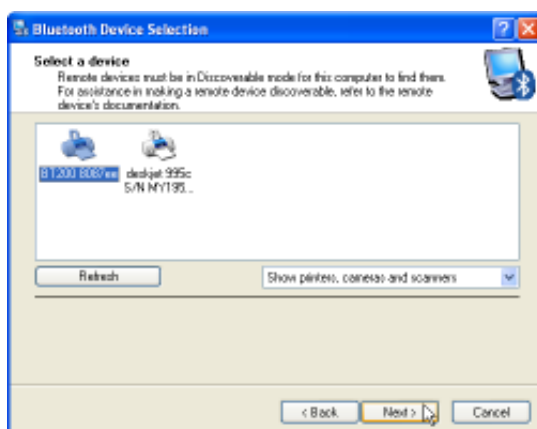 Bluetooth Device Selection
Select a device
Remote devices must be in Discoverable mode for this computer to find them.
For assistance in making a remote device discoverable, refer to the remote
device's documentation.
BT200 deskjet 995c
S/N MY195...
Refresh
Show printers, cameras and scanners
< Back
Next >
Cancel